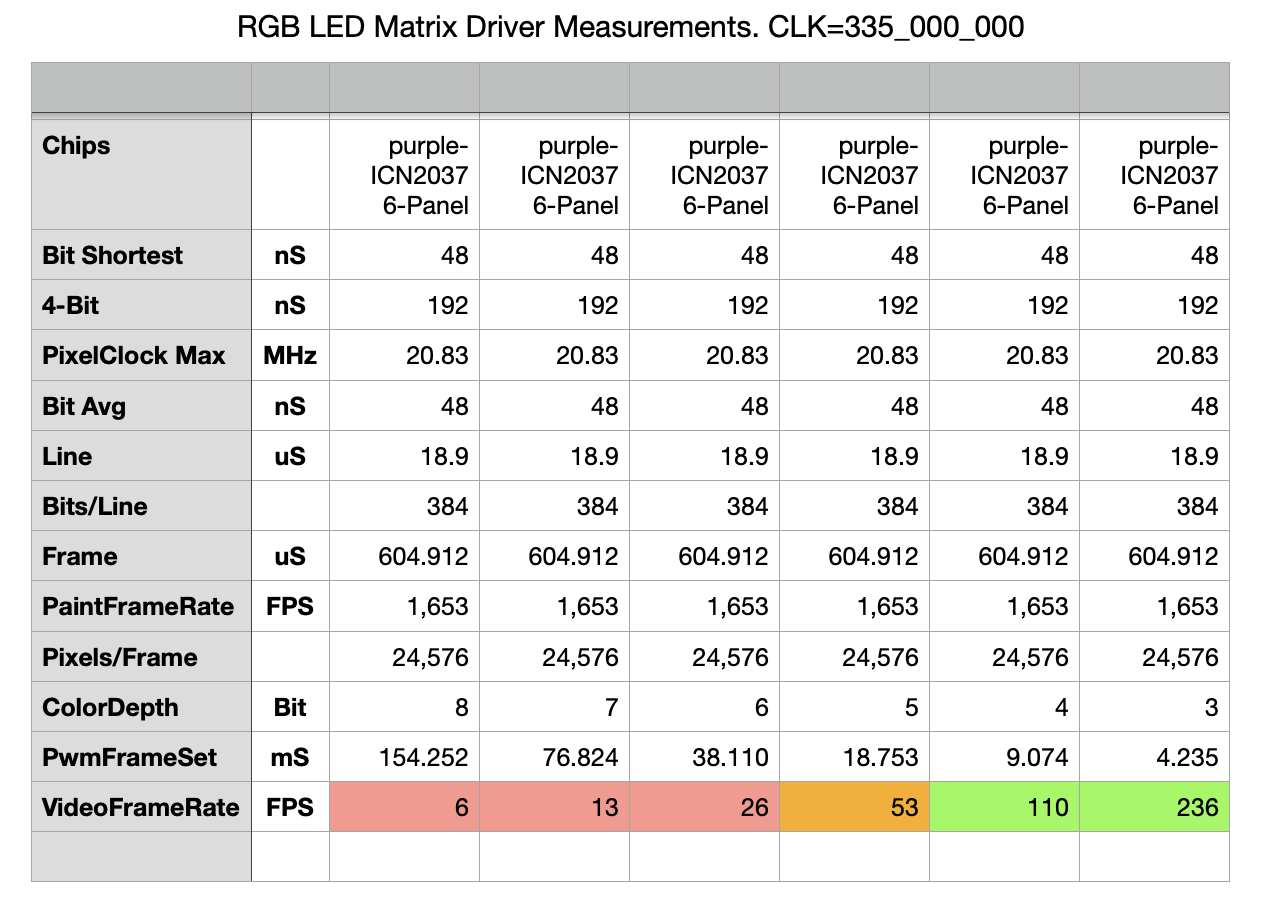 RGB LED Matrix Driver Measurements. CLK=335_000_000
Chips purple-ICN2037 6-Panel purple-ICN2037 6-Panel purple-ICN2037 6-Panel purple-ICN2037 6-Panel purple-ICN2037 6-Panel purple-ICN2037 6-Panel
Bit Shortest nS 48 48 48 48 48 48
4-Bit nS 192 192 192 192 192 192
PixelClock Max MHz 20.83 20.83 20.83 20.83 20.83 20.83
Bit Avg nS 48 48 48 48 48 48
Line uS 18.9 18.9 18.9 18.9 18.9 18.9
Bits/Line 384 384 384 384 384 384
Frame uS 604.912 604.912 604.912 604.912 604.912 604.912
PaintFrameRate FPS 1,653 1,653 1,653 1,653 1,653 1,653
Pixels/Frame 24,576 24,576 24,576 24,576 24,576 24,576
ColorDepth Bit 8 7 6 5 4 3
PwmFrameSet mS 154.252 76.824 38.110 18.753 9.074 4.235
VideoFrameRate FPS 6 13 26 53 110 236